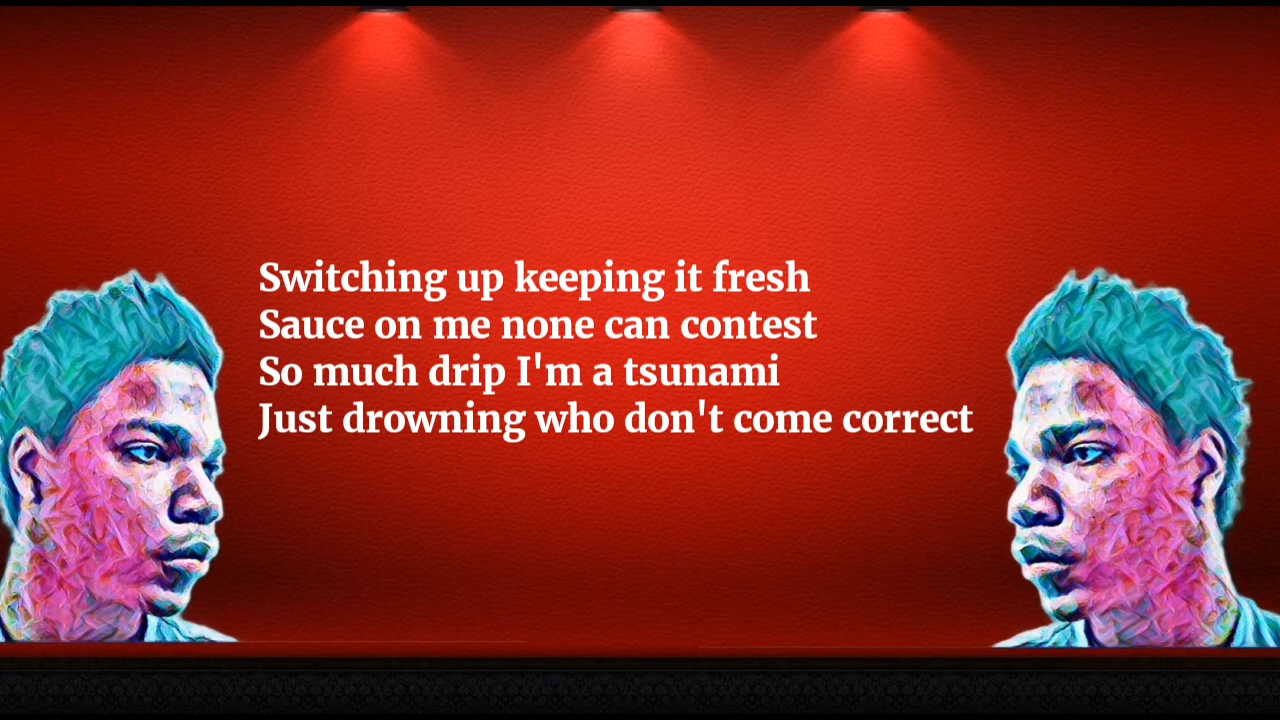 Switching up keeping it fresh
Sauce on me none can contest
So much drip I'm a tsunami
Just drowning who don't come correct